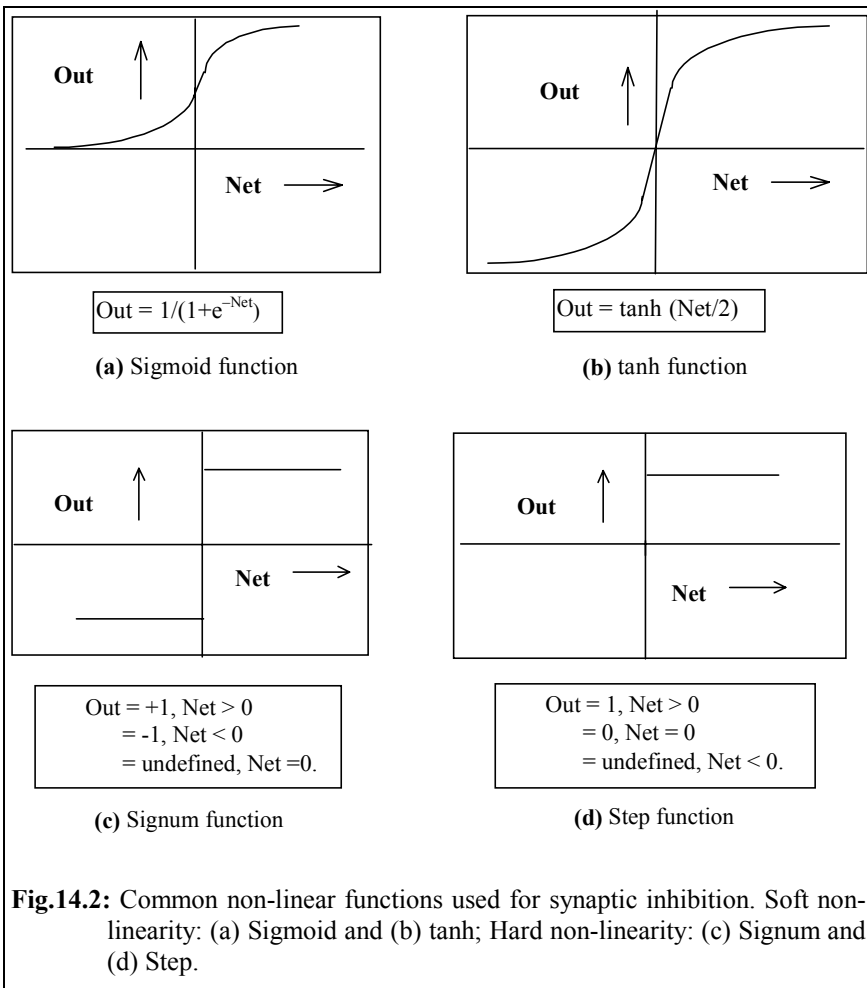 Out
Net
Out = 1/(1+e–Net)
(a) Sigmoid function
Out
Net
Out = tanh (Net/2)
(b) tanh function
Out
Net
Out = +1, Net > 0
= -1, Net < 0
= undefined, Net =0.
(c) Signum function
Out
Net
Out = 1, Net > 0
= 0, Net = 0
= undefined, Net < 0.
(d) Step function
Fig.14.2: Common non-linear functions used for synaptic inhibition. Soft non-
linearity: (a) Sigmoid and (b) tanh; Hard non-linearity: (c) Signum and
(d) Step.